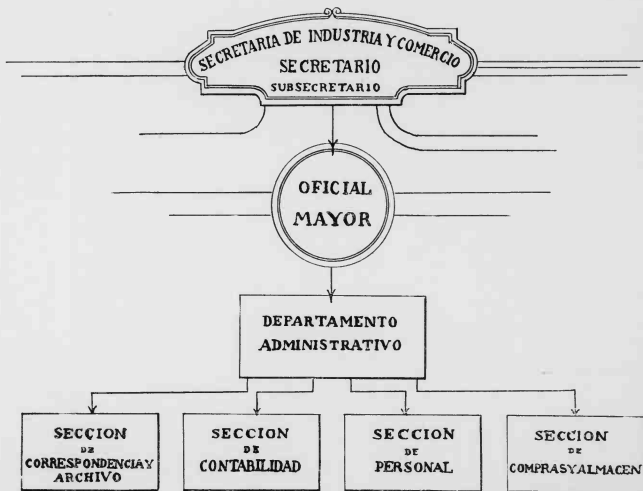 SECRETARIA DE INDUSTRIA Y COMERCIO
SECRETARIO
SUBSECRETARIO
OFICIAL
MAYOR
DEPARTAMENTO
ADMINISTRATIVO
SECCION
DE
CORRESPONDENCIA Y
ARCHIVO
SECCION
DE
CONTABILIDAD
SECCION
DE
PERSONAL
SECCION
DE
COMPRAS Y ALMACEN